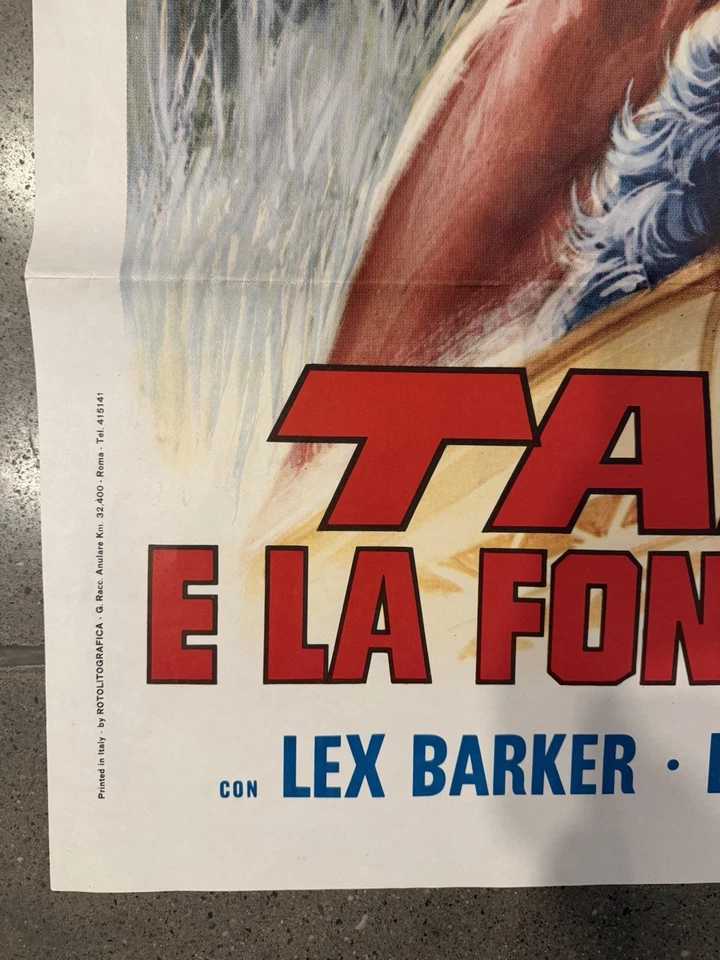 TA
E LA FON
CON LEX BARKER ·
Printed in Italy - by ROTOLITOGRAFICA - G. Racc. Anulare Km. 32.400 - Roma - Tel. 415141